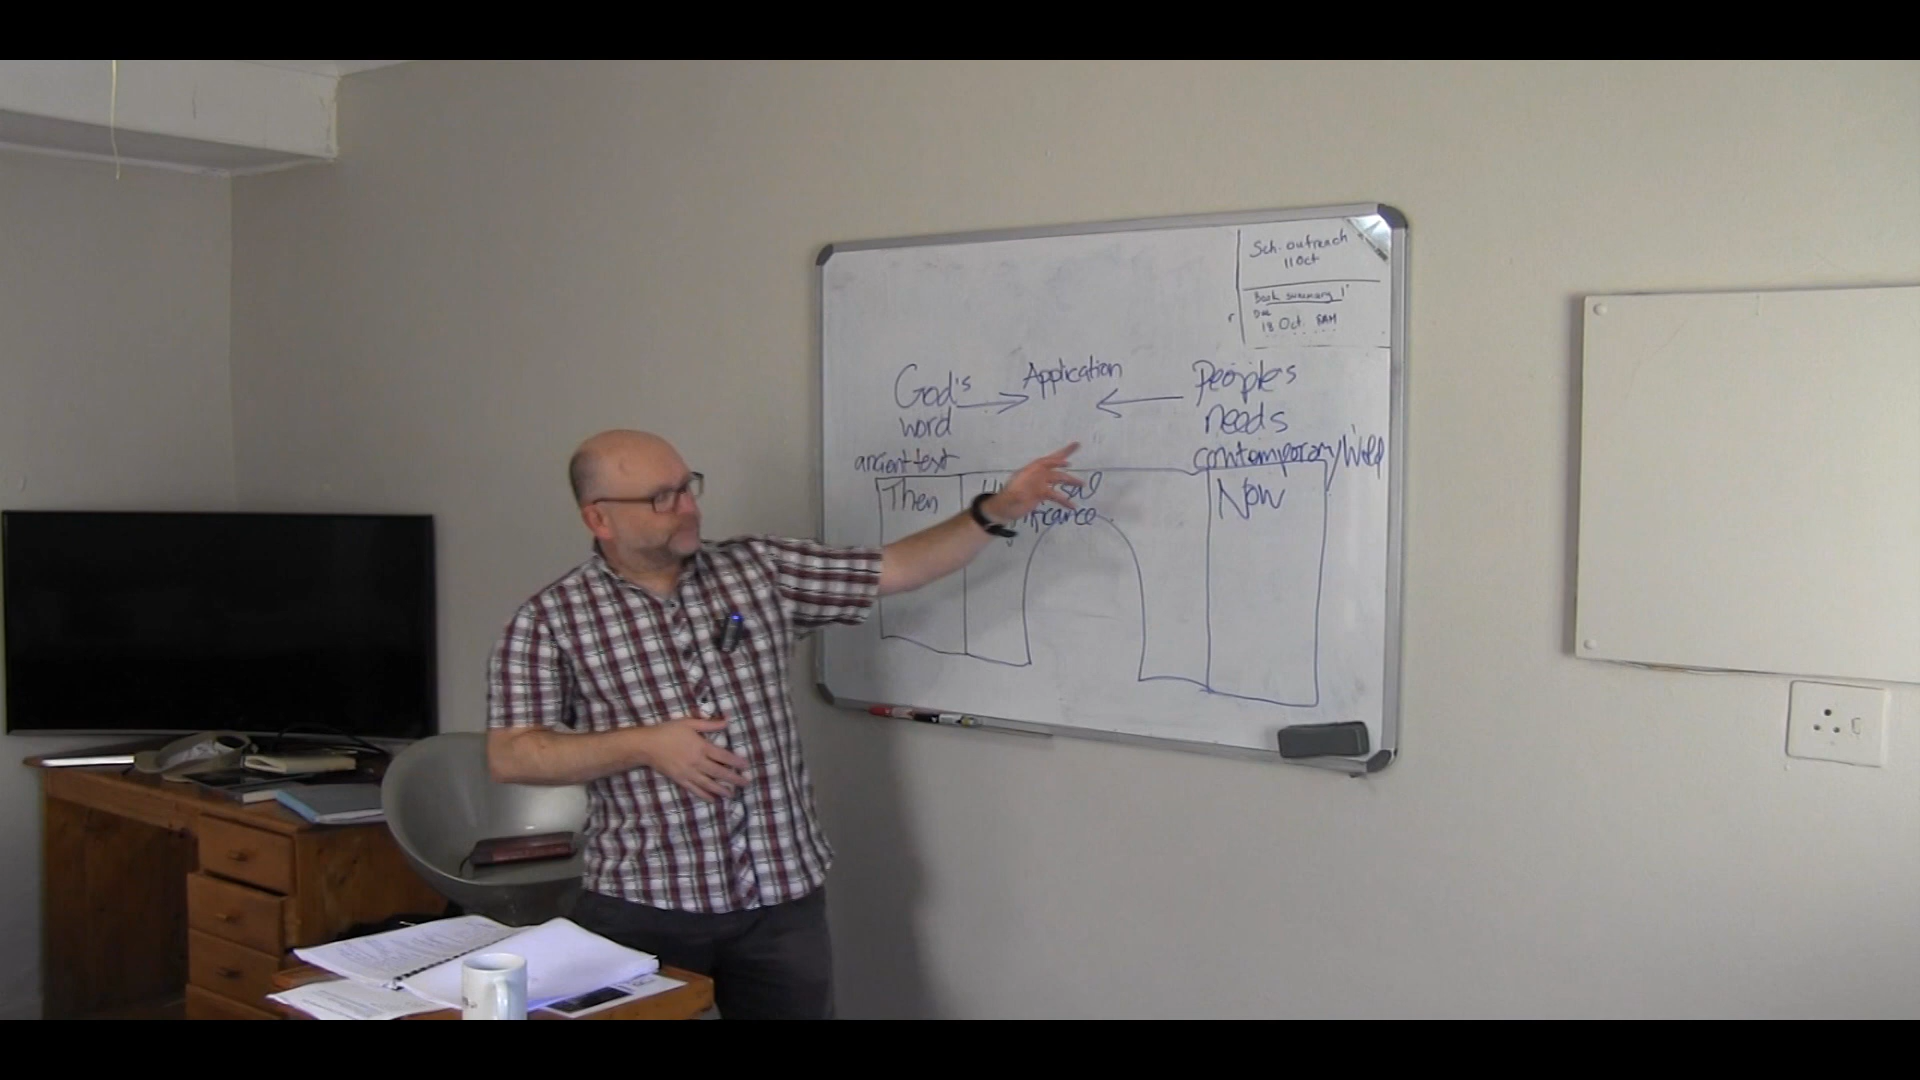 Sch. outreach
11 Oct
Book summary 1
Due
18 Oct 8AM
God's
word
Application
People's
needs
ancient text
contemporary World
Then
Now